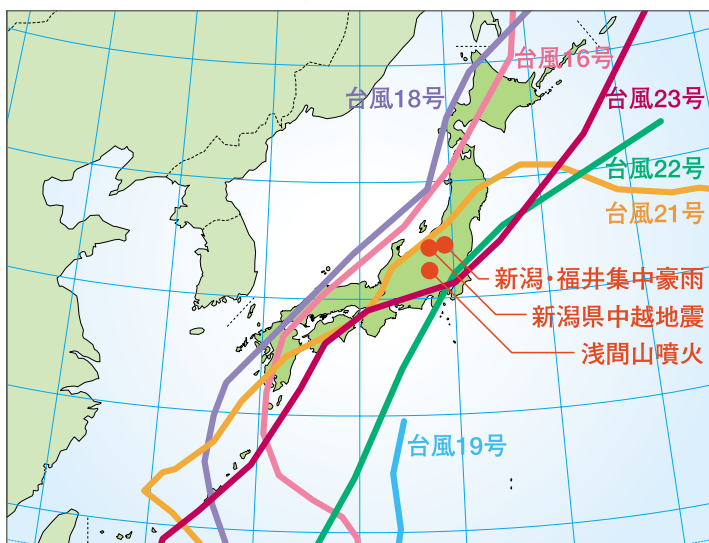 台風16号
台風18号
台風23号
台風22号
台風21号
新潟・福井集中豪雨
新潟県中越地震
浅間山噴火
台風19号